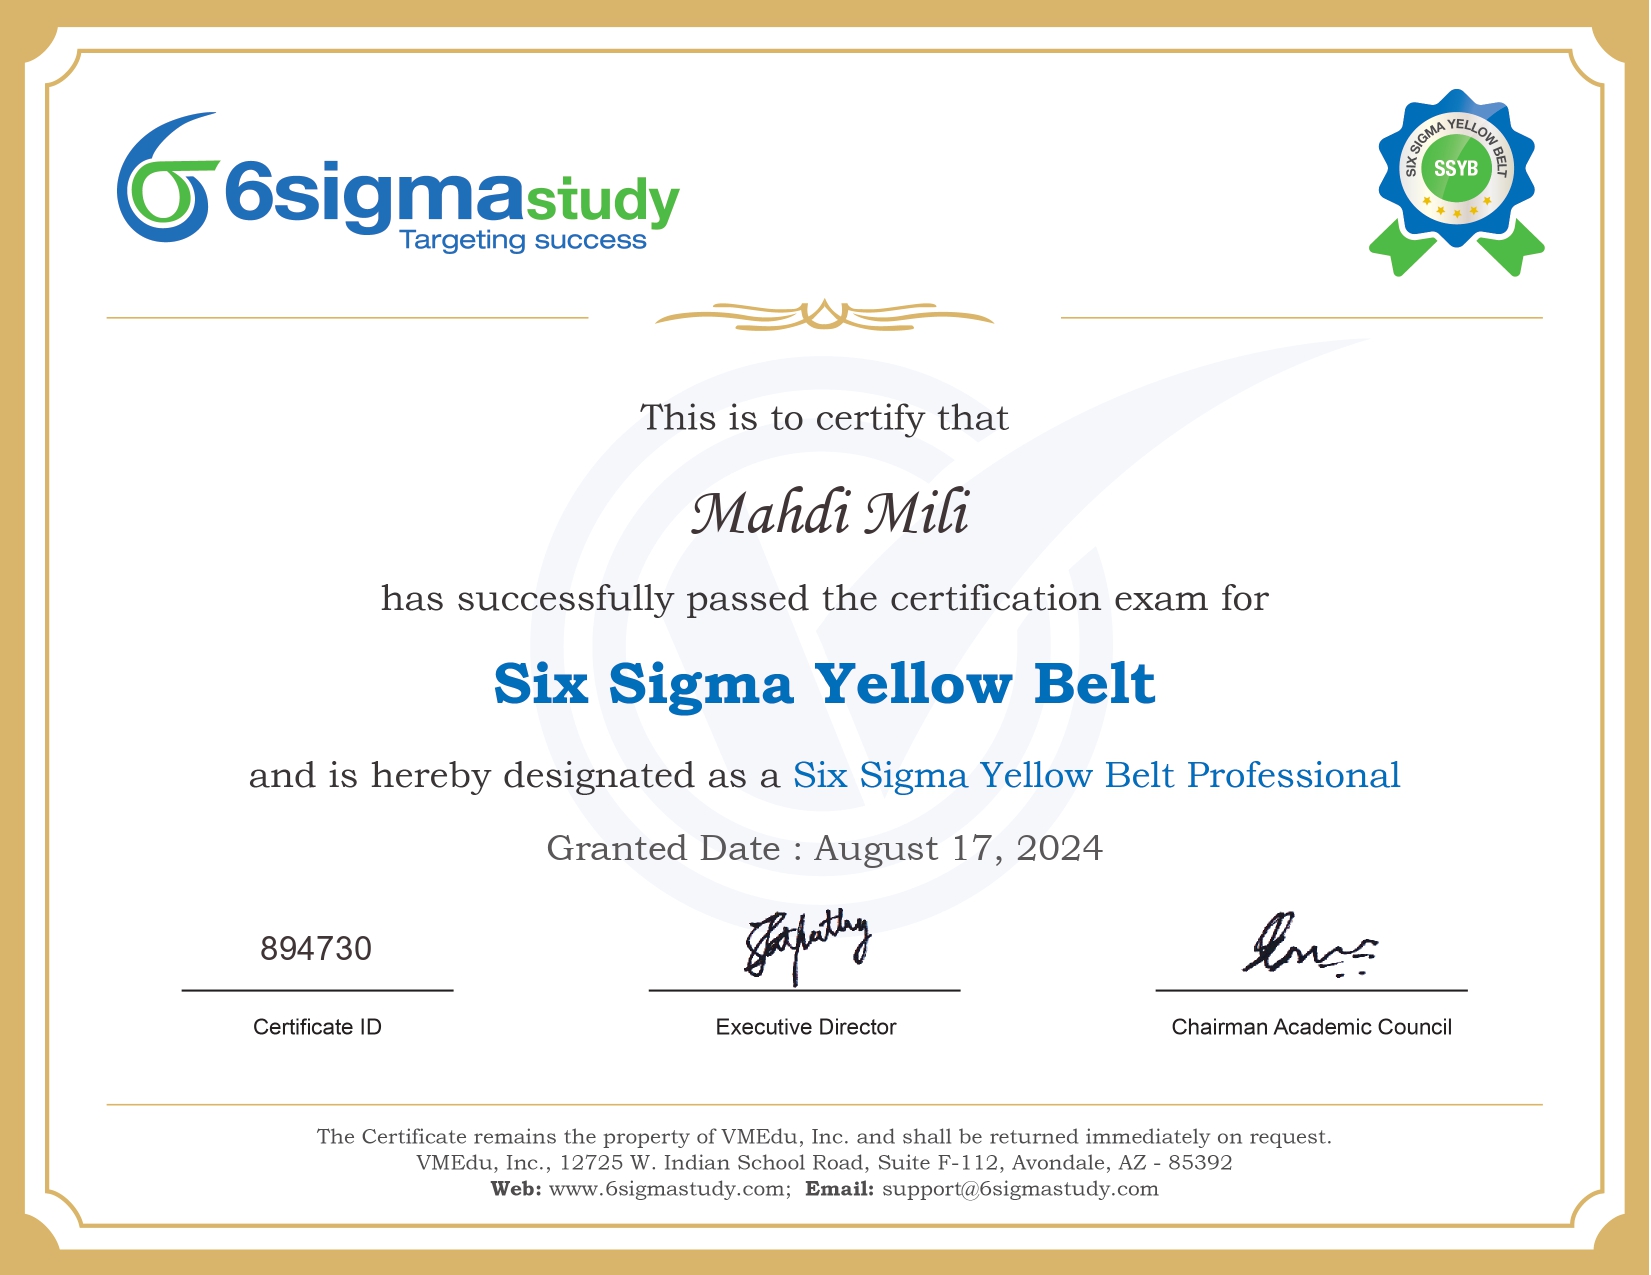 6sigmastudy
Targeting success
SIX SIGMA YELLOW BELT
SSYB
This is to certify that
Mahdi Mili
has successfully passed the certification exam for
Six Sigma Yellow Belt
and is hereby designated as a Six Sigma Yellow Belt Professional
Granted Date : August 17, 2024
894730
Certificate ID
Executive Director
Chairman Academic Council
The Certificate remains the property of VMEdu, Inc. and shall be returned immediately on request.
VMEdu, Inc., 12725 W. Indian School Road, Suite F-112, Avondale, AZ - 85392
Web: www.6sigmastudy.com; Email: support@6sigmastudy.com